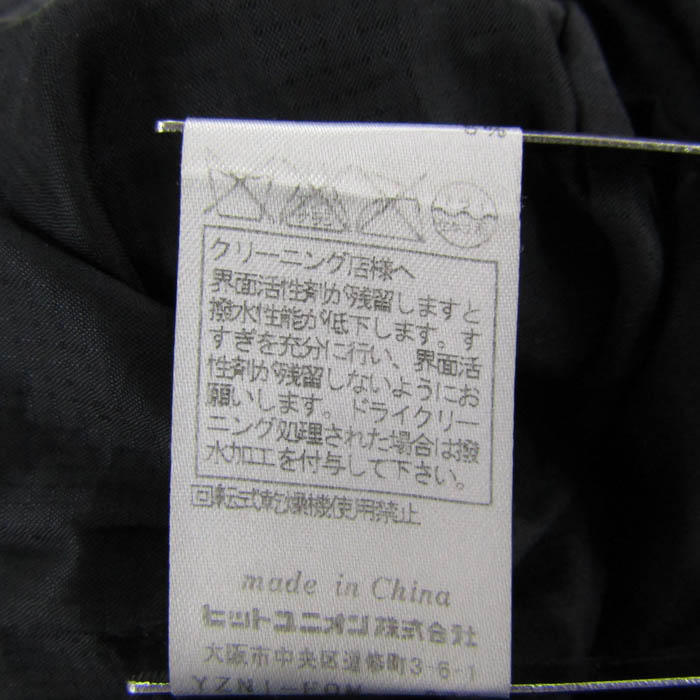 クリーニング店様へ
界面活性剤が残留しますと
撥水性能が低下します。す
すぎを充分に行い、界面活
性剤が残留しないようにお
願いします。ドライクリー
ニング処理された場合は撥
水加工を付与して下さい。
回転式乾燥機使用禁止
made in China
ヒットユニオン株式会社
大阪市中央区道修町3-6-1